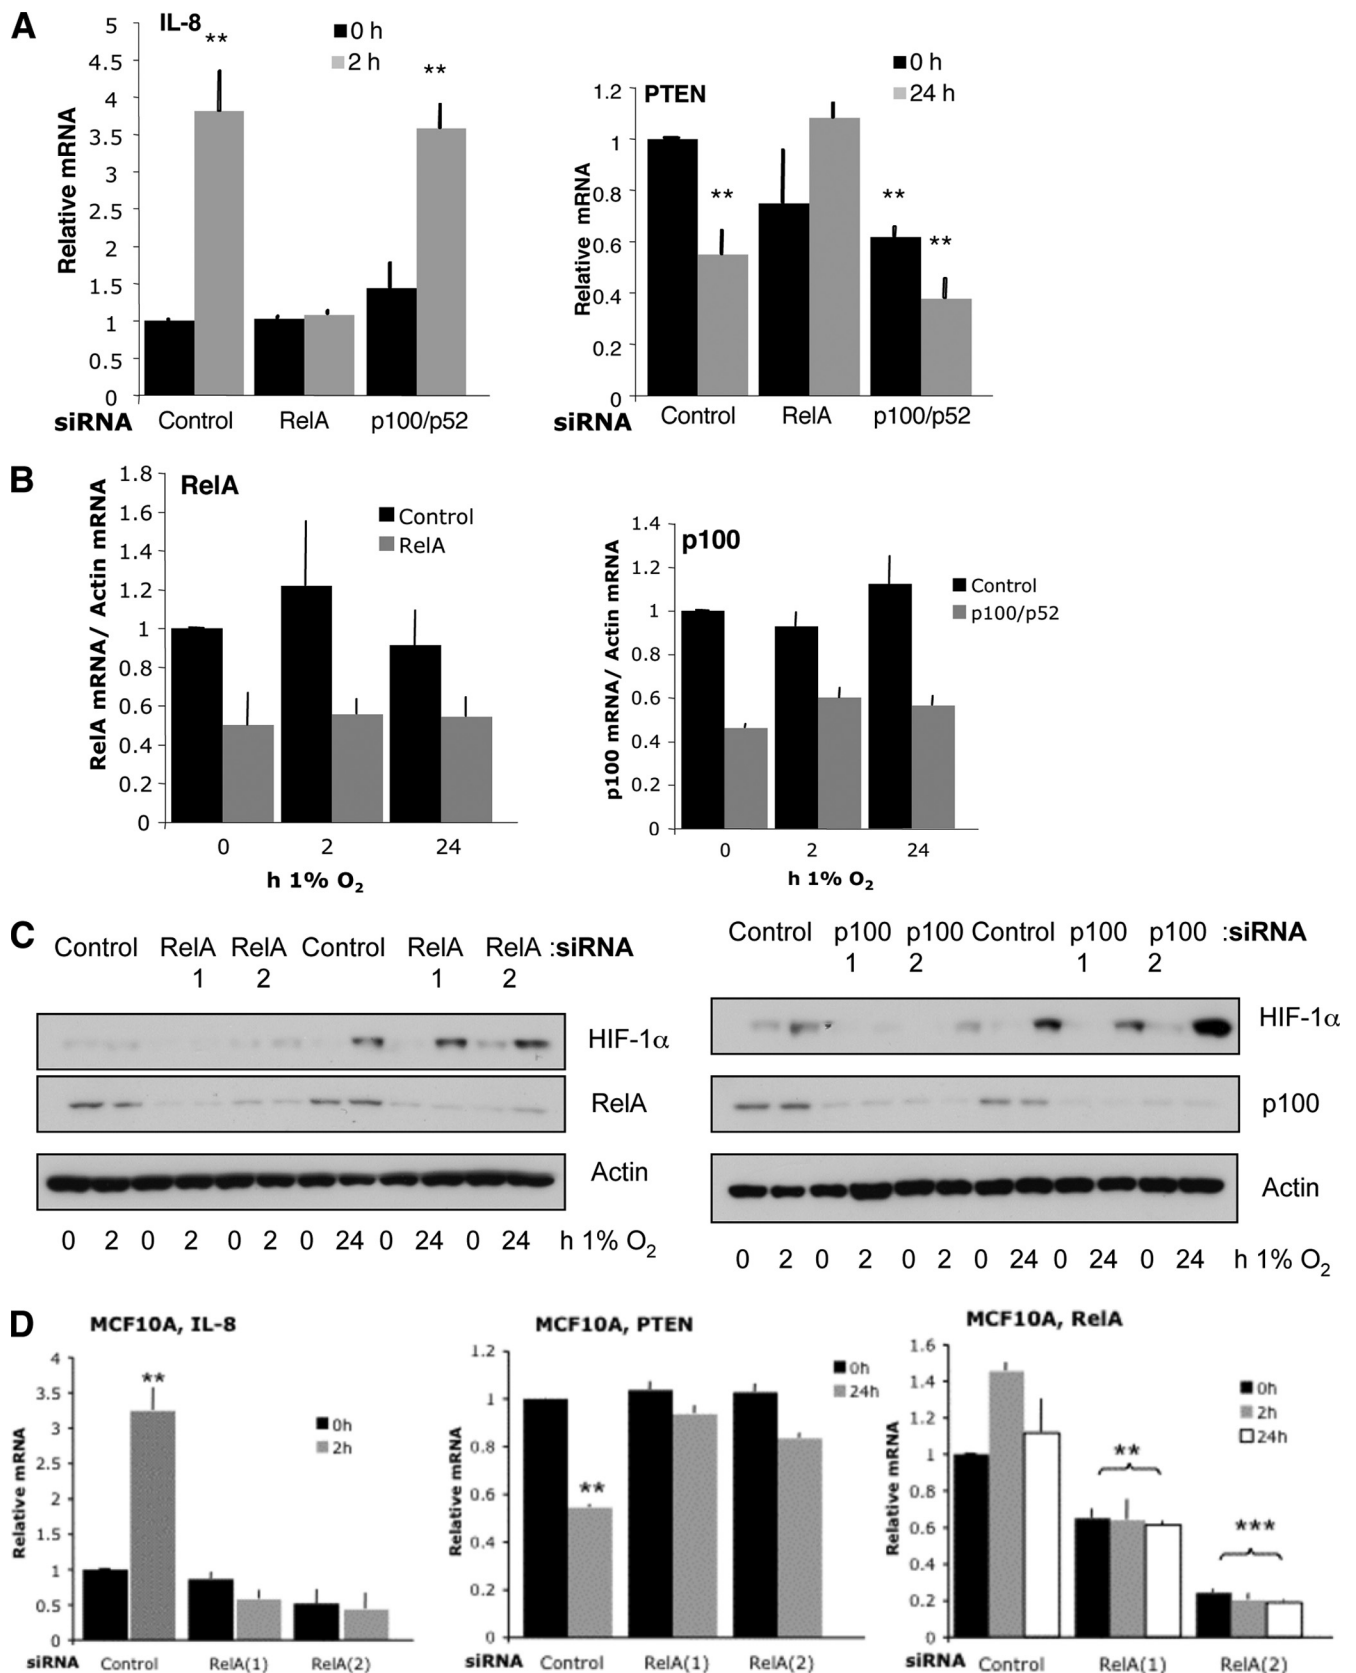 A
IL-8
0 h
2 h
**
**
5
4.5
4
3.5
3
2.5
2
1.5
1
0.5
0
Relative mRNA
siRNA Control RelA p100/p52
PTEN
0 h
24 h
1.2
1
0.8
0.6
0.4
0.2
0
Relative mRNA
**
**
**
siRNA Control RelA p100/p52
B
RelA
Control
RelA
1.8
1.6
1.4
1.2
1
0.8
0.6
0.4
0.2
0
RelA mRNA/ Actin mRNA
0 2 24
h 1% O2
p100
Control
p100/p52
1.4
1.2
1
0.8
0.6
0.4
0.2
0
p100 mRNA/ Actin mRNA
0 2 24
h 1% O2
C
Control RelA RelA Control RelA RelA :siRNA
1 2 1 2
HIF-1α
RelA
Actin
0 2 0 2 0 2 0 24 0 24 0 24 h 1% O2
Control p100 p100 Control p100 p100 :siRNA
1 2 1 2
HIF-1α
p100
Actin
0 2 0 2 0 2 0 24 0 24 0 24 h 1% O2
D
MCF10A, IL-8
4
3.5
3
2.5
2
1.5
1
0.5
0
Relative mRNA
**
0h
2h
siRNA Control RelA(1) RelA(2)
MCF10A, PTEN
1.2
1
0.8
0.6
0.4
0.2
0
Relative mRNA
**
0h
24h
siRNA Control RelA(1) RelA(2)
MCF10A, RelA
1.6
1.4
1.2
1
0.8
0.6
0.4
0.2
0
Relative mRNA
**
***
0h
2h
24h
siRNA Control RelA(1) RelA(2)